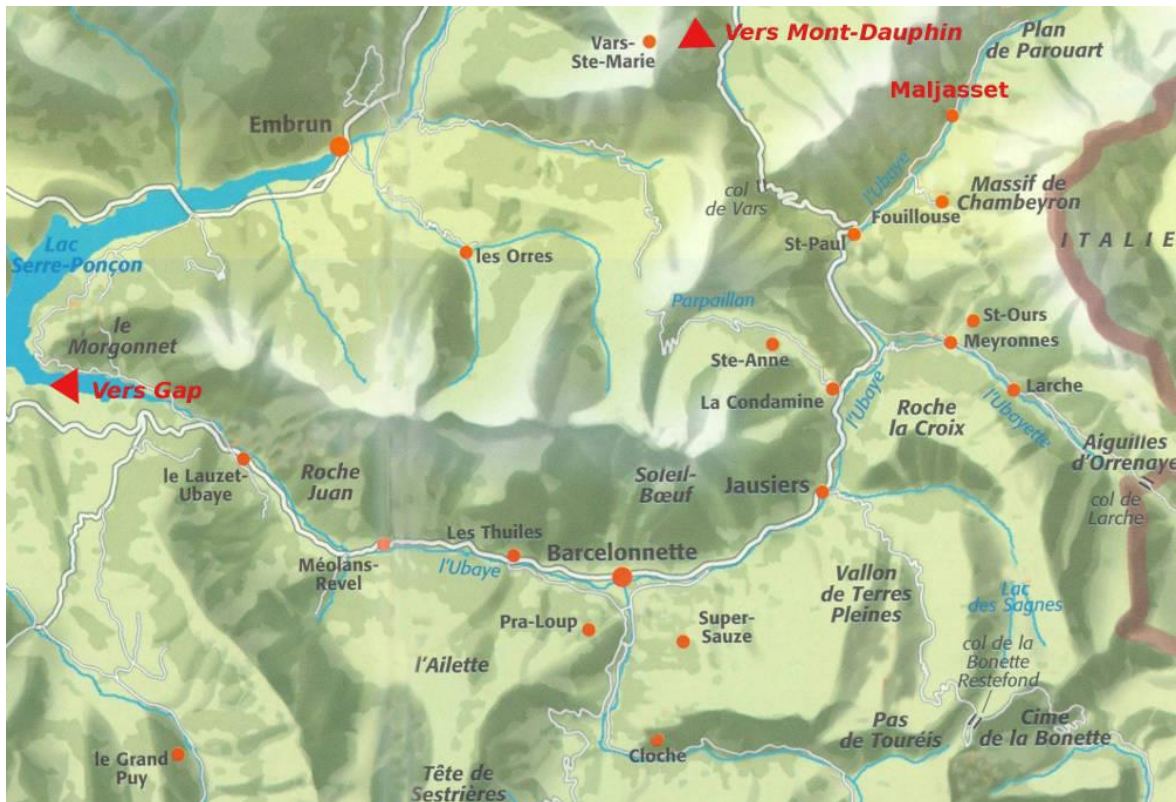 Vars-
Ste-Marie
Vers Mont-Dauphin
Plan
de Parouart
Maljasset
Embrun
l'Ubaye
col
de Vars
Massif de
Chambeyron
Fouillouse
St-Paul
ITALIE
Lac
Serre-Ponçon
les Orres
Parpaillon
St-Ours
Meyronnes
le
Morgonnet
Ste-Anne
Vers Gap
La Condamine
l'Ubaye
Larche
l'Ubayette
Roche
la Croix
Aiguilles
d'Orrenaye
le Lauzet-
Ubaye
Roche
Juan
Soleil-
Bœuf
Jausiers
col de
Larche
Les Thuiles
Barcelonnette
Méolans-
Revel
l'Ubaye
Vallon
de Terres
Pleines
Lac
des Sagnes
Pra-Loup
Super-
Sauze
l'Ailette
col de la
Bonette
Restefond
Pas
de Touréis
Cime
de la Bonette
le Grand
Puy
Cloche
Tête de
Sestrières